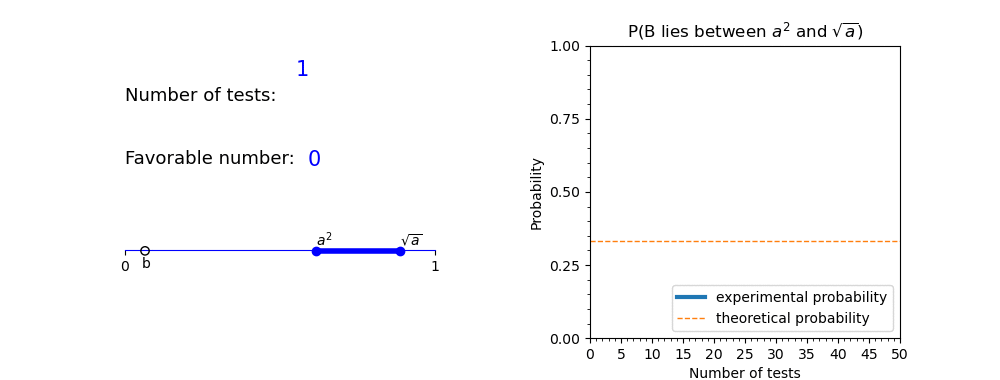 1
Number of tests:
Favorable number: 0
a² √a
0 b 1
P(B lies between a² and √a)
1.00
0.75
0.50
0.25
0.00
Probability
experimental probability
theoretical probability
0 5 10 15 20 25 30 35 40 45 50
Number of tests